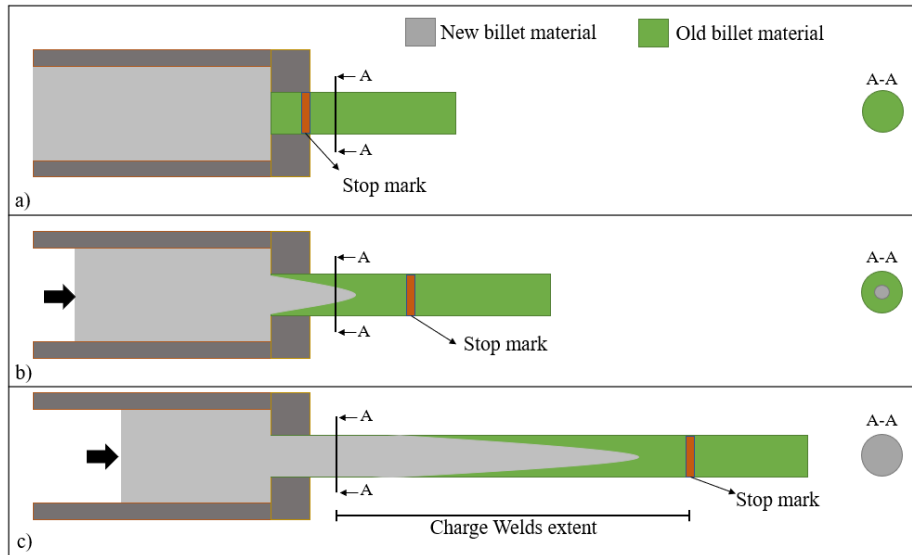 New billet material
Old billet material
A
A-A
A
Stop mark
a)
A
A-A
A
Stop mark
b)
A
A-A
A
Stop mark
Charge Welds extent
c)